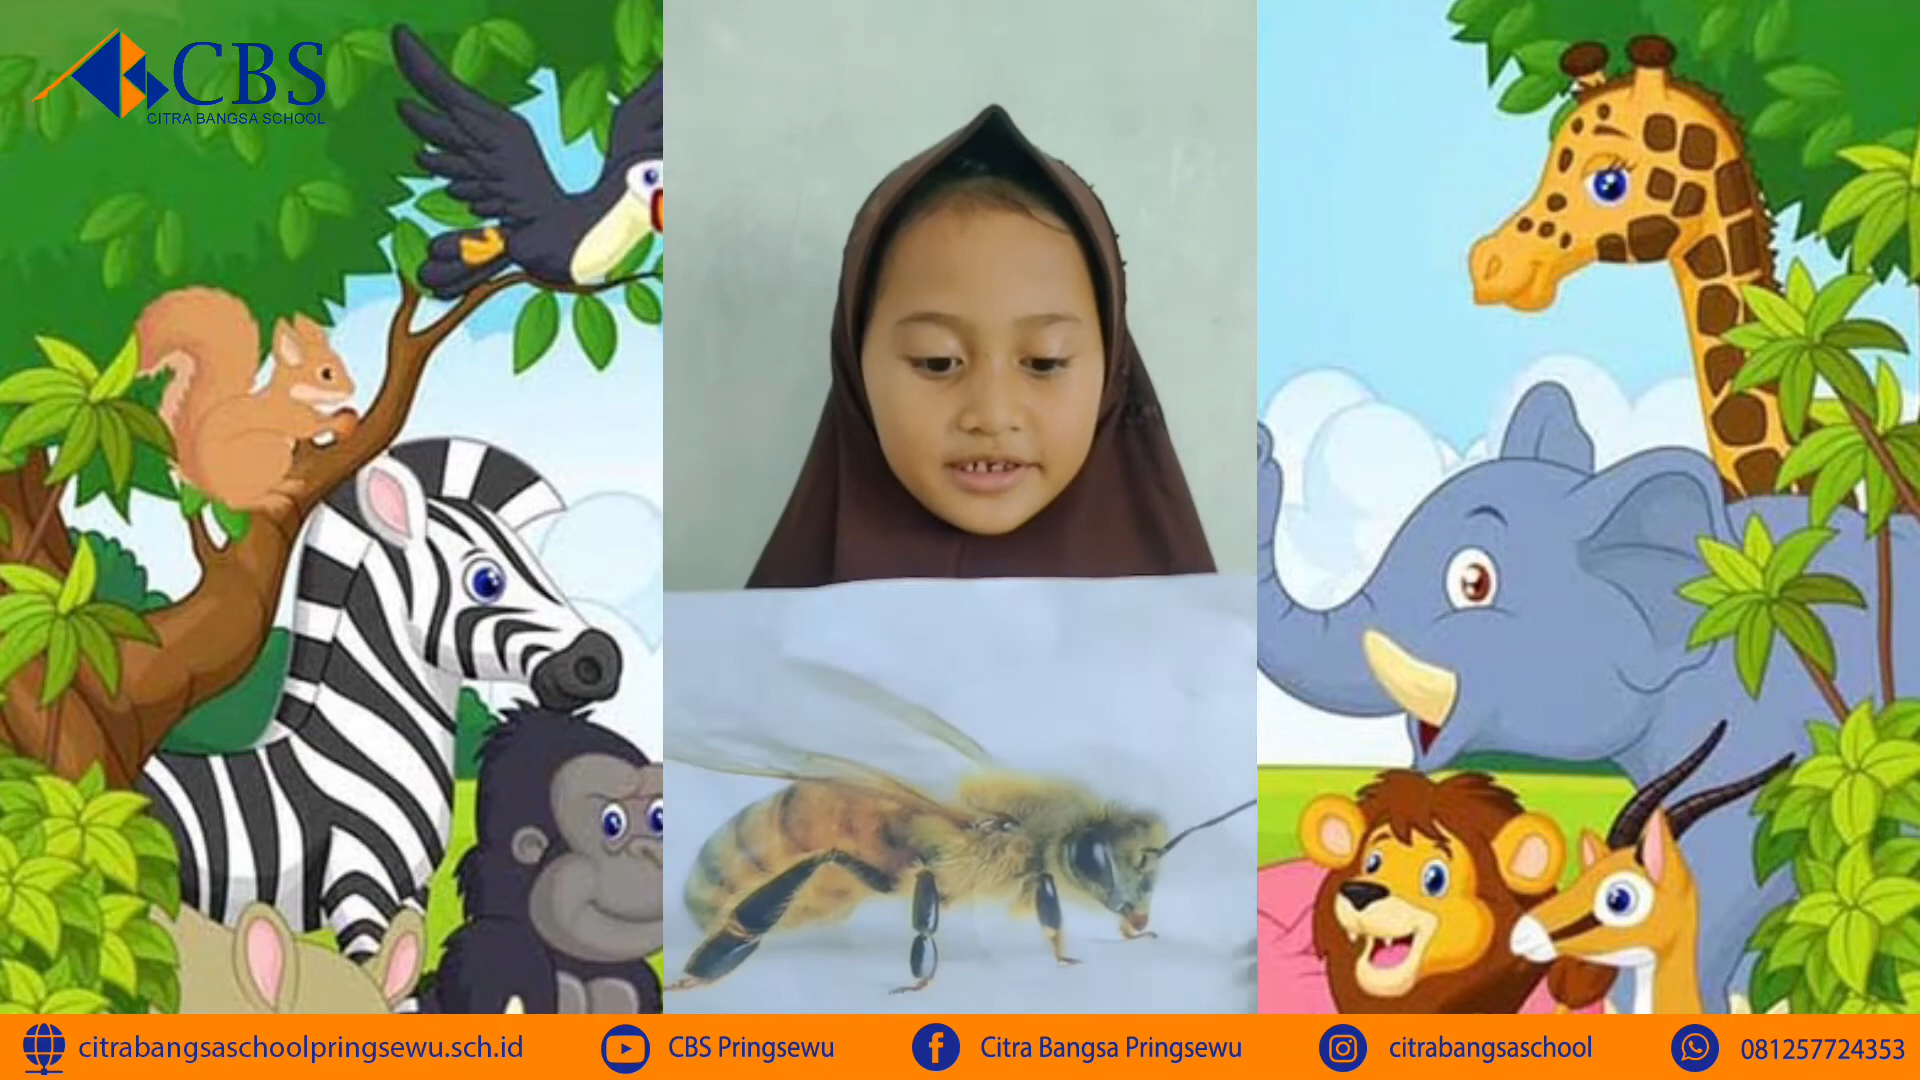 CBS
CITRA BANGSA SCHOOL
citrabangsaschoolpringsewu.sch.id
CBS Pringsewu
Citra Bangsa Pringsewu
citrabangsaschool
081257724353